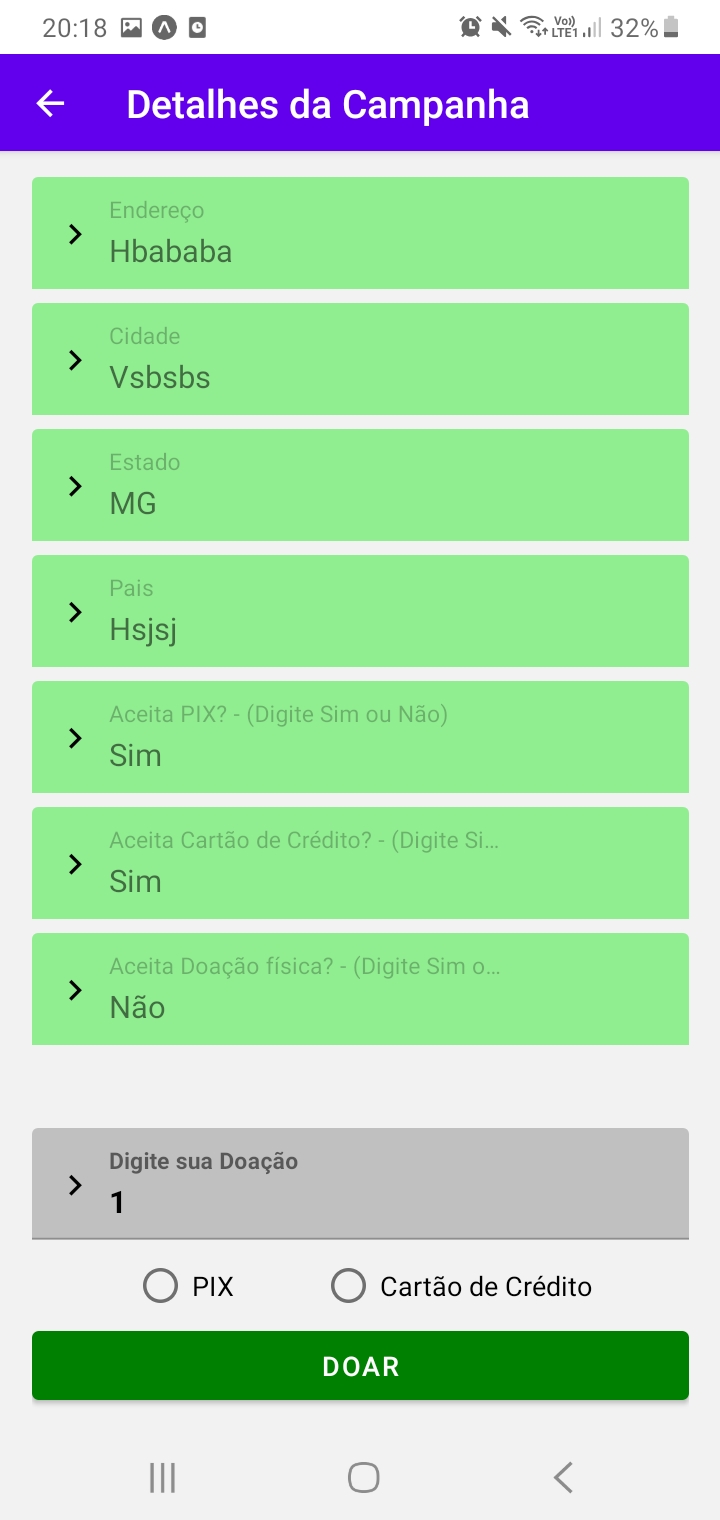 20:18
Vo)) LTE1 32%
Detalhes da Campanha
Endereço
Hbababa
Cidade
Vsbsbs
Estado
MG
Pais
Hsjsj
Aceita PIX? - (Digite Sim ou Não)
Sim
Aceita Cartão de Crédito? - (Digite Si...
Sim
Aceita Doação física? - (Digite Sim o...
Não
Digite sua Doação
1
PIX Cartão de Crédito
DOAR